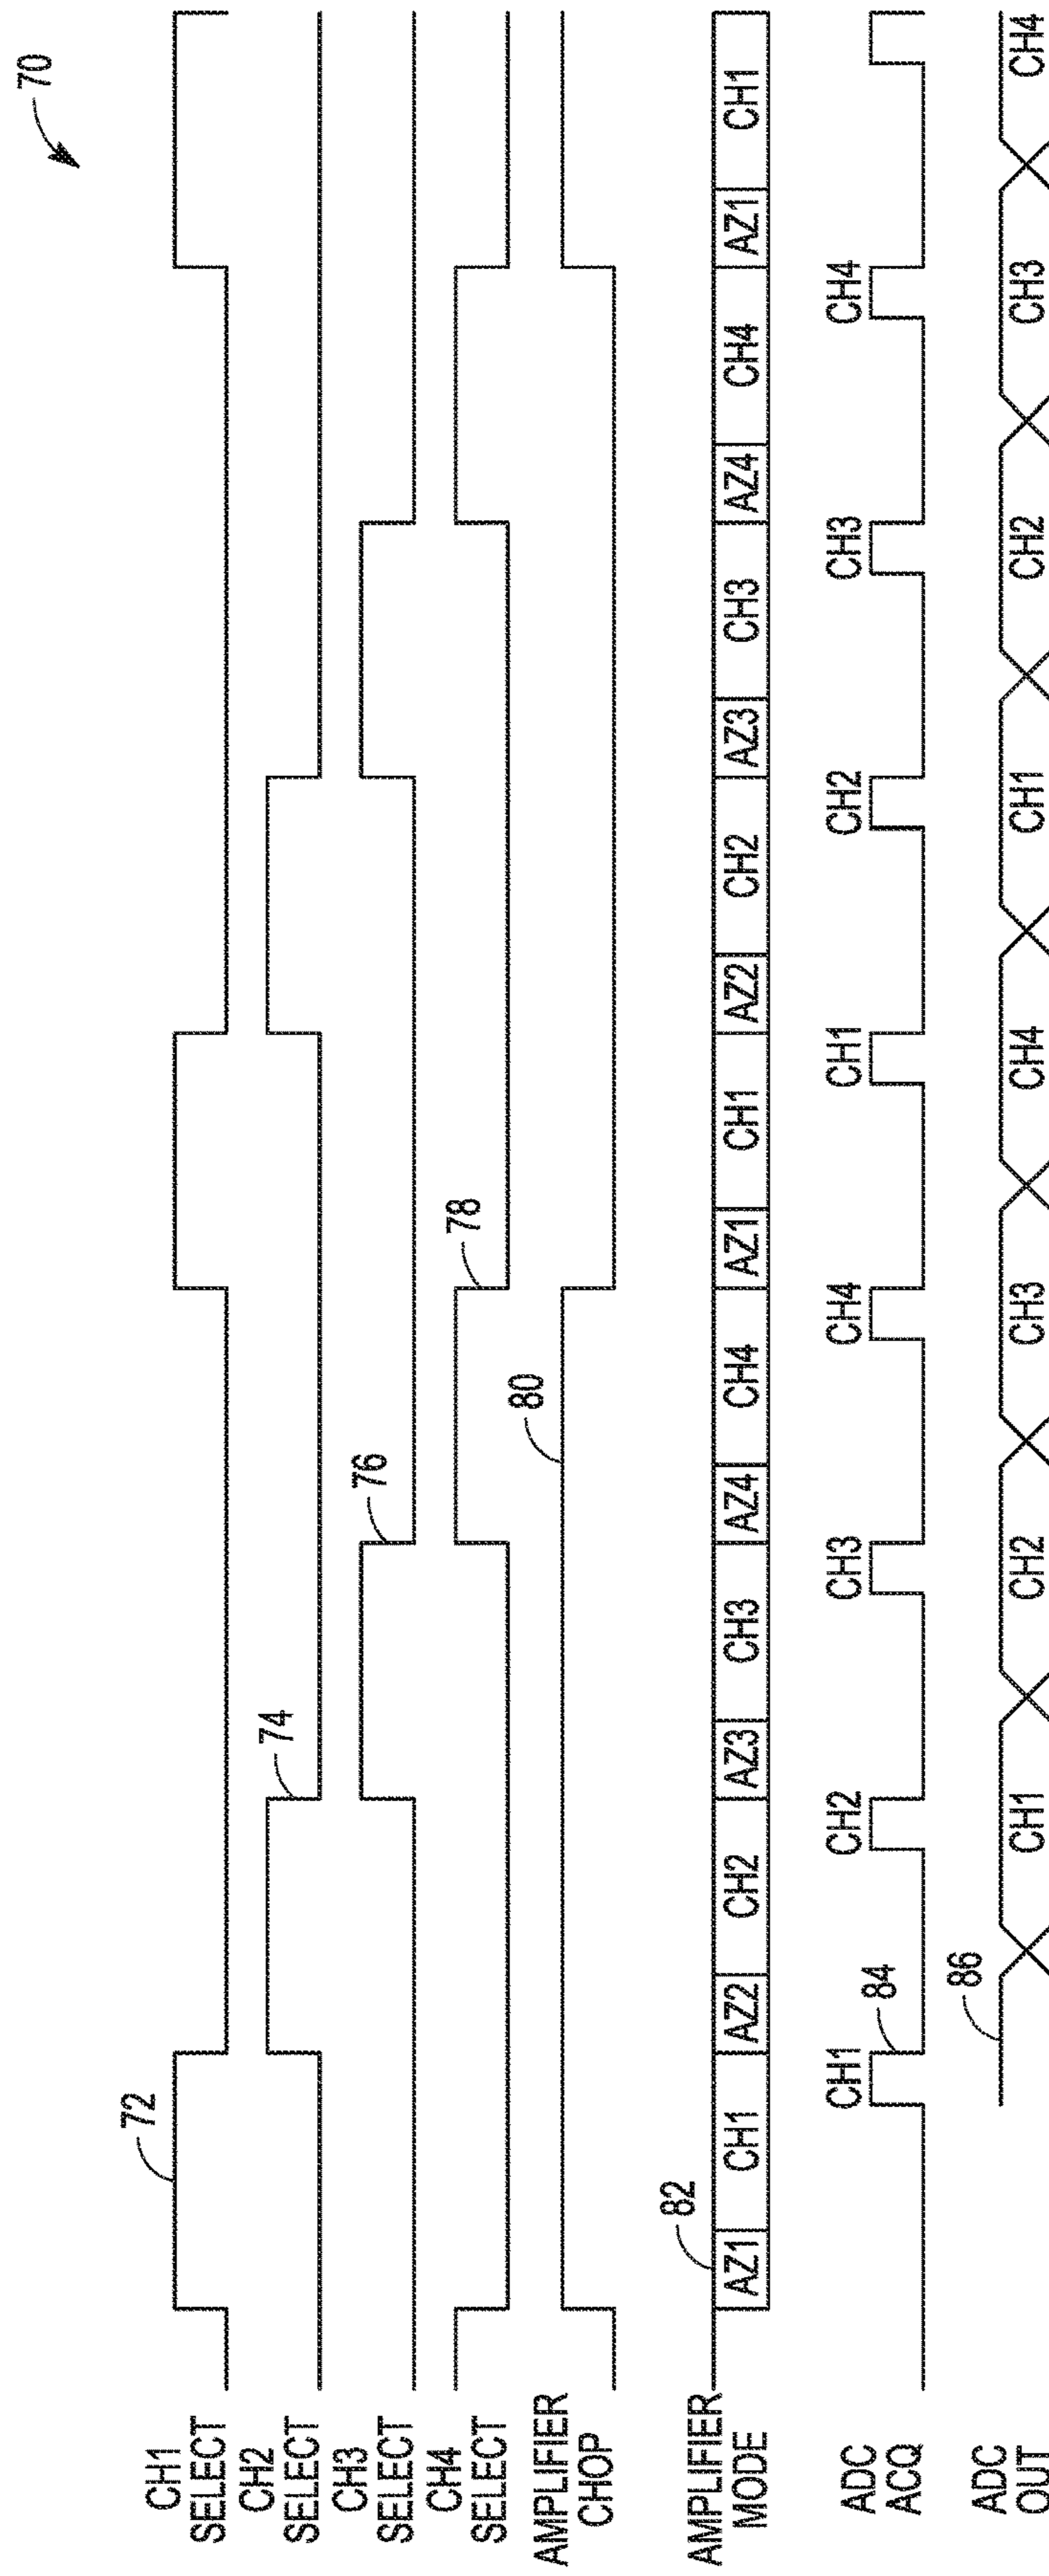 70
CH1
SELECT
72
CH2
SELECT
74
CH3
SELECT
76
CH4
SELECT
78
AMPLIFIER
CHOP
80
AMPLIFIER
MODE
82
AZ1 CH1 AZ2 CH2 AZ3 CH3 AZ4 CH4 AZ1 CH1 AZ2 CH2 AZ3 CH3 AZ4 CH4 AZ1 CH1
ADC
ACQ
CH1 CH2 CH3 CH4 CH1 CH2 CH3 CH4
84
ADC
OUT
86
CH1 CH2 CH3 CH4 CH1 CH2 CH3 CH4